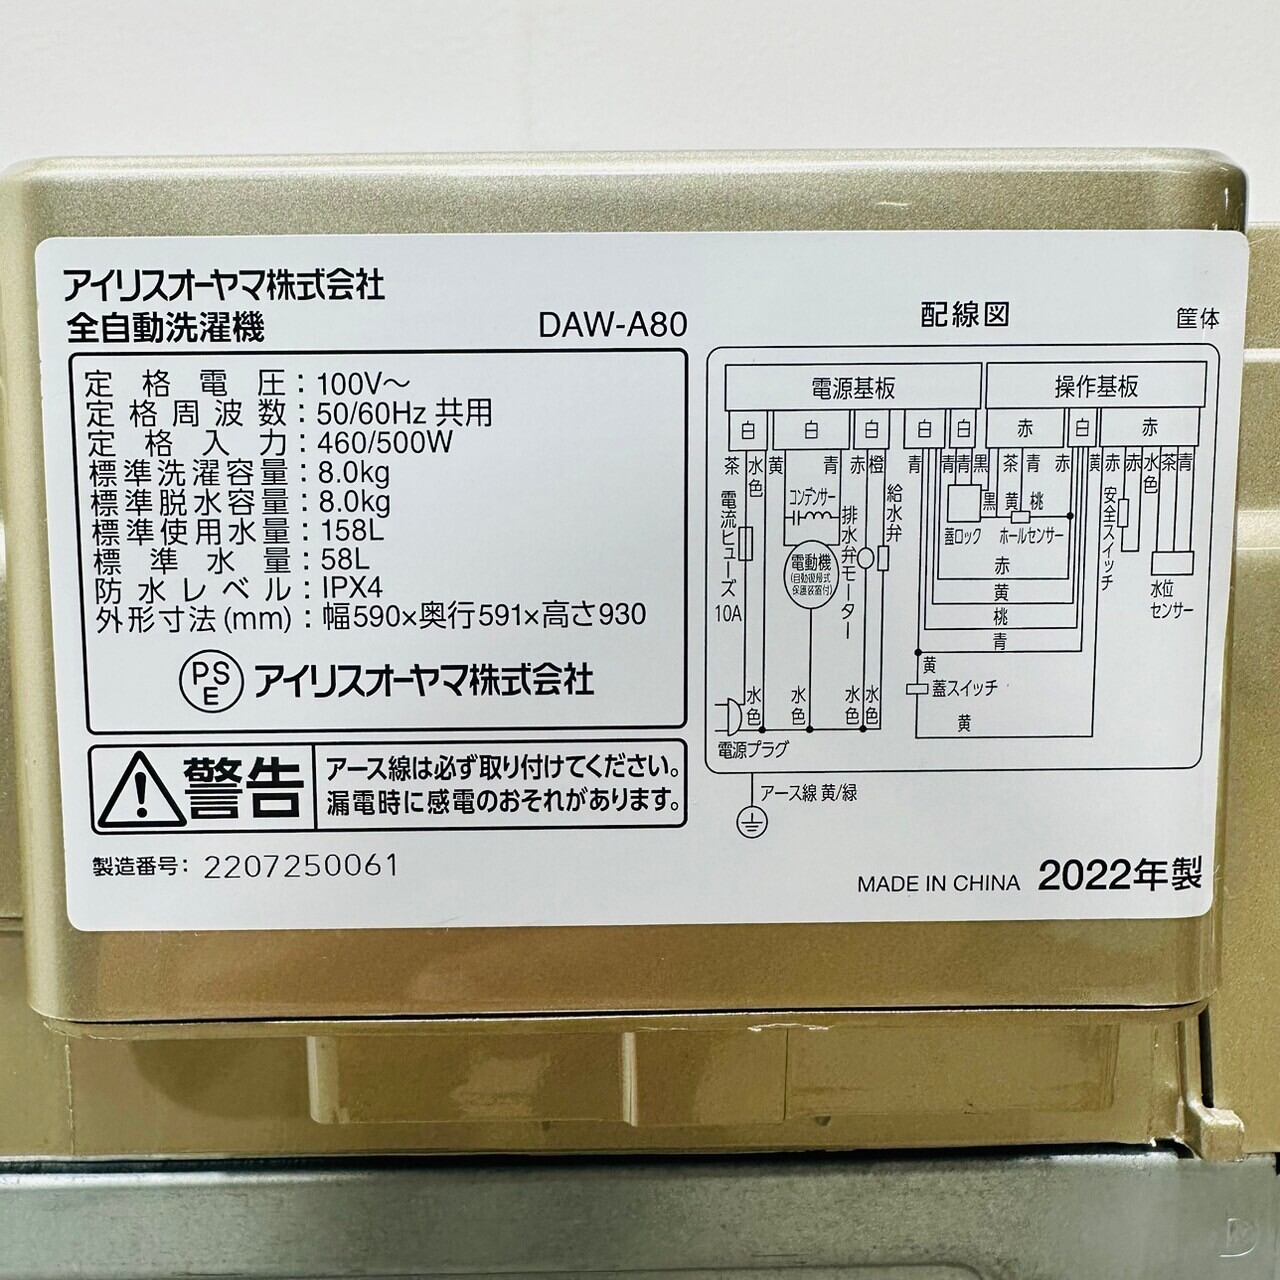 アイリスオーヤマ株式会社
全自動洗濯機 DAW-A80
定格電圧:100V～
定格周波数:50/60Hz 共用
定格入力:460/500W
標準洗濯容量:8.0kg
標準脱水容量:8.0kg
標準使用水量:158L
標準水量:58L
防水レベル:IPX4
外形寸法(mm):幅590×奥行591×高さ930
PS
E
アイリスオーヤマ株式会社
警告
アース線は必ず取り付けてください。
漏電時に感電のおそれがあります。
製造番号: 2207250061
配線図
筐体
電源基板 操作基板
白 白 白 白 白 赤 白 赤
茶 水色 黄 青 赤 橙 青 青 青 黒 茶 青 赤 黄 赤 赤 水色 茶 青
電流ヒューズ
10A
コンデンサー
電動機
(自動復帰式
保護装置付)
排水弁モーター
給水弁
黒 黄 桃
蓋ロック
ホールセンサー
安全スイッチ
水位
センサー
赤
黄
桃
青
黄
蓋スイッチ
黄
水色 水色 水色 水色
電源プラグ
アース線 黄/緑
MADE IN CHINA 2022年製
D